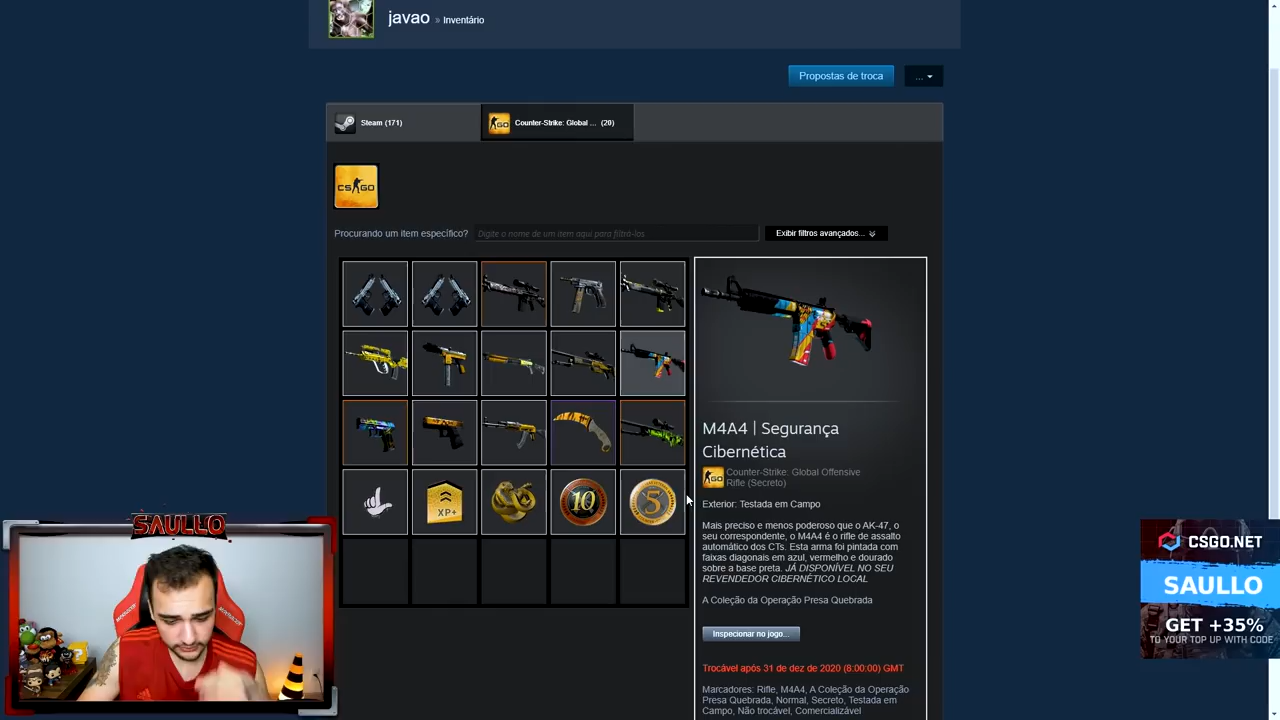 javao » Inventário
Propostas de troca
...
Steam (171)
GO
Counter-Strike: Global ... (20)
CS GO
Procurando um item específico?
Digite o nome de um item aqui para filtrá-los
Exibir filtros avançados...
XP+
10
5
M4A4 | Segurança
Cibernética
GO
Counter-Strike: Global Offensive
Rifle (Secreto)
Exterior: Testada em Campo
Mais preciso e menos poderoso que o AK-47, o
seu correspondente, o M4A4 é o rifle de assalto
automático dos CTs. Esta arma foi pintada com
faixas diagonais em azul, vermelho e dourado
sobre a base preta. JÁ DISPONÍVEL NO SEU
REVENDEDOR CIBERNÉTICO LOCAL
A Coleção da Operação Presa Quebrada
Inspecionar no jogo...
Trocável após 31 de dez de 2020 (8:00:00) GMT
Marcadores: Rifle, M4A4, A Coleção da Operação
Presa Quebrada, Normal, Secreto, Testada em
Campo, Não trocável, Comercializável
SAULLO
CSGO.NET
SAULLO
GET +35%
TO YOUR TOP UP WITH CODE